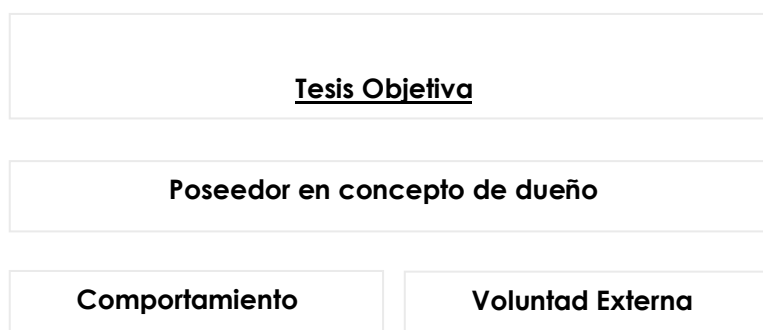 Tesis Objetiva
Poseedor en concepto de dueño
Comportamiento
Voluntad Externa